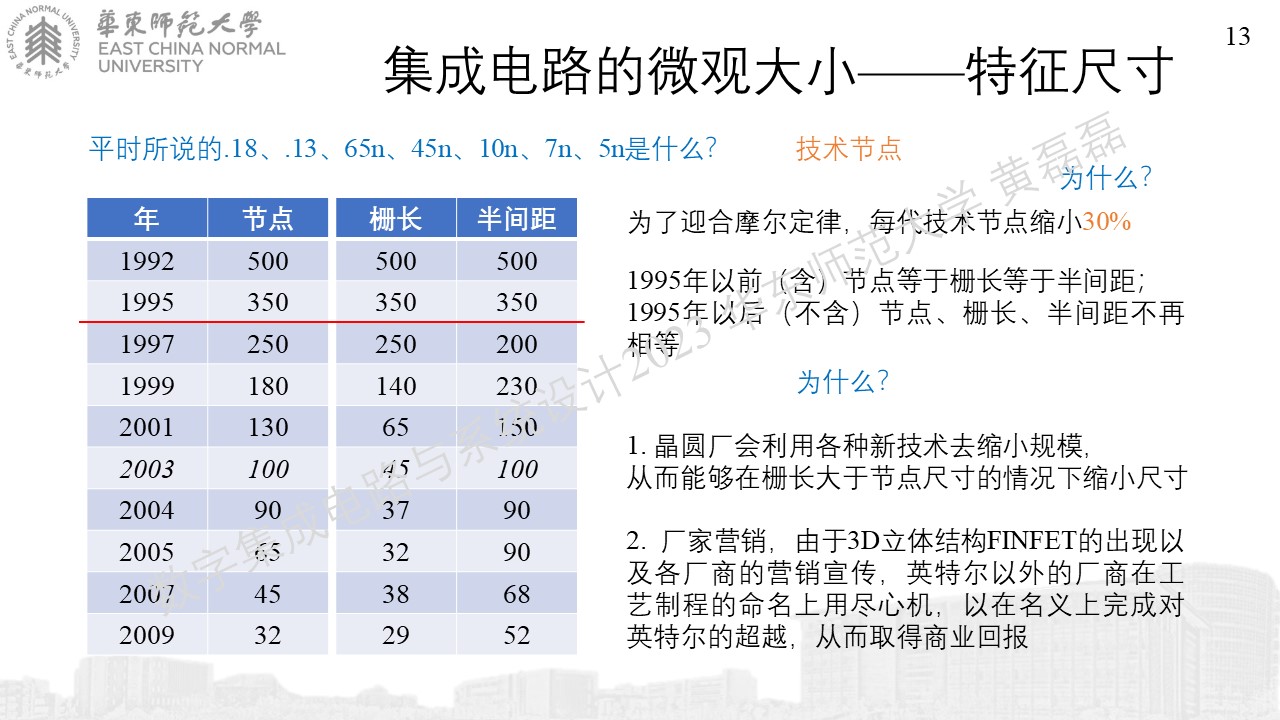 華東師范大學
EAST CHINA NORMAL
UNIVERSITY
EAST CHINA NORMAL UNIVERSITY
華東師范大學
13
集成电路的微观大小——特征尺寸
平时所说的.18、.13、65n、45n、10n、7n、5n是什么？
技术节点
为什么？
年 节点 栅长 半间距
1992 500 500 500
1995 350 350 350
1997 250 250 200
1999 180 140 230
2001 130 65 150
2003 100 45 100
2004 90 37 90
2005 65 32 90
2007 45 38 68
2009 32 29 52
为了迎合摩尔定律，每代技术节点缩小30%
1995年以前（含）节点等于栅长等于半间距；
1995年以后（不含）节点、栅长、半间距不再
相等
为什么？
1. 晶圆厂会利用各种新技术去缩小规模，
从而能够在栅长大于节点尺寸的情况下缩小尺寸
2. 厂家营销，由于3D立体结构FINFET的出现以
及各厂商的营销宣传，英特尔以外的厂商在工
艺制程的命名上用尽心机，以在名义上完成对
英特尔的超越，从而取得商业回报
数字集成电路与系统设计2023 华东师范大学 黄磊磊